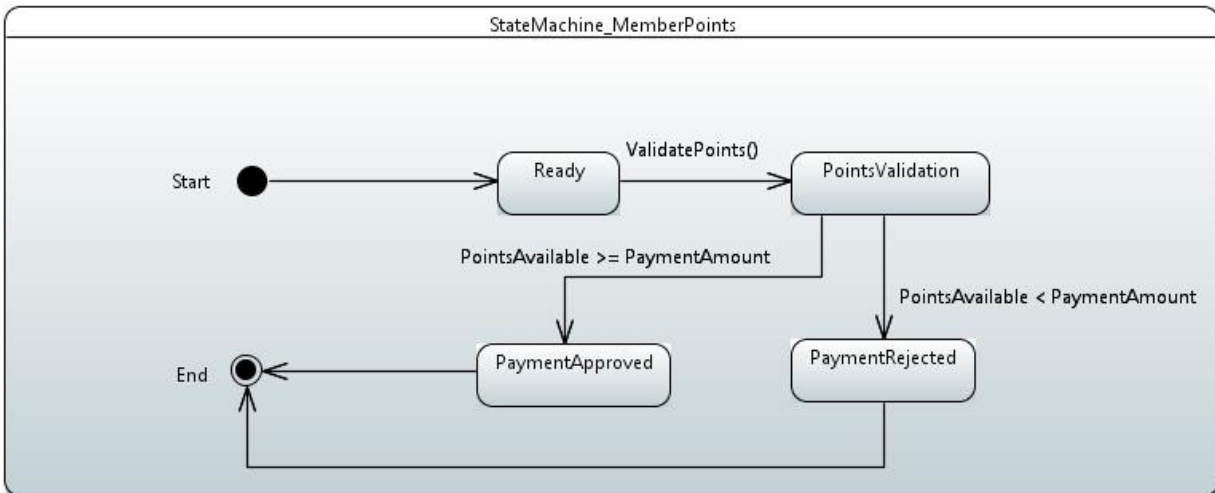 StateMachine_MemberPoints
ValidatePoints()
Start
Ready
PointsValidation
PointsAvailable >= PaymentAmount
PointsAvailable < PaymentAmount
End
PaymentApproved
PaymentRejected